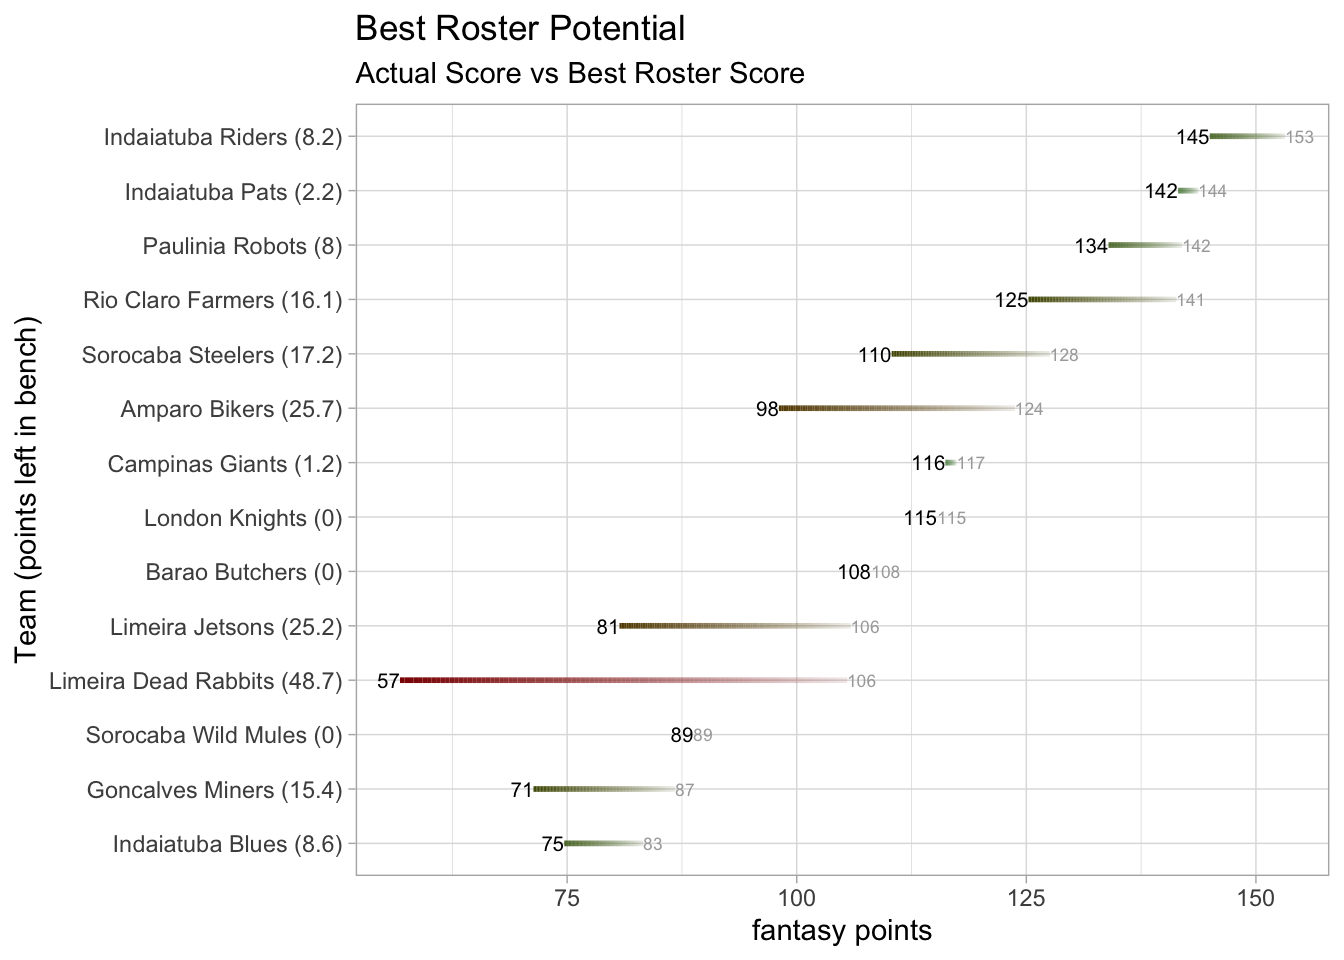 Best Roster Potential
Actual Score vs Best Roster Score
Team (points left in bench)
Indaiatuba Riders (8.2) 145 153
Indaiatuba Pats (2.2) 142 144
Paulinia Robots (8) 134 142
Rio Claro Farmers (16.1) 125 141
Sorocaba Steelers (17.2) 110 128
Amparo Bikers (25.7) 98 124
Campinas Giants (1.2) 116 117
London Knights (0) 115 115
Barao Butchers (0) 108 108
Limeira Jetsons (25.2) 81 106
Limeira Dead Rabbits (48.7) 57 106
Sorocaba Wild Mules (0) 89 89
Goncalves Miners (15.4) 71 87
Indaiatuba Blues (8.6) 75 83
75 100 125 150
fantasy points